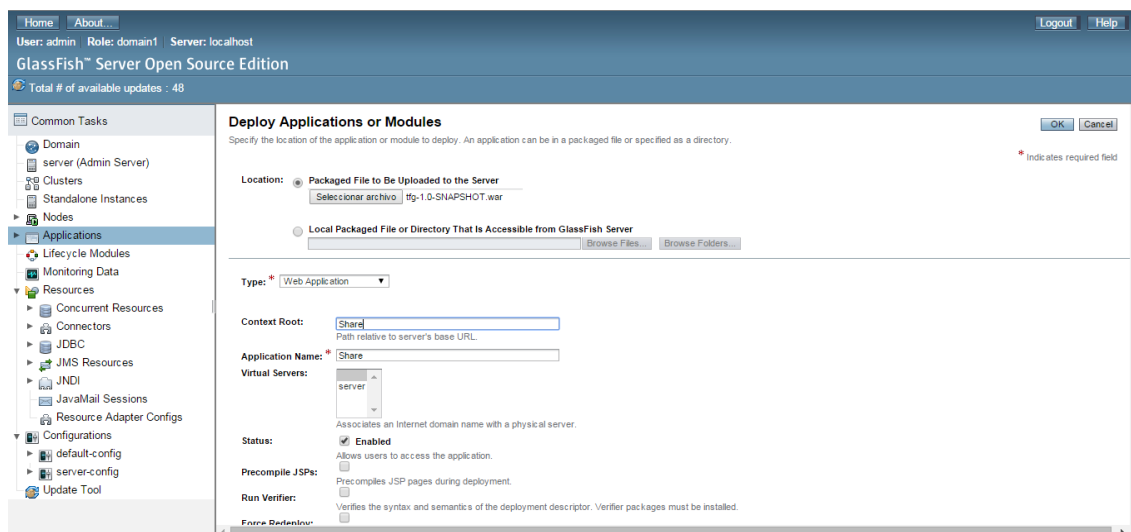 Home About...
Logout Help
User: admin Role: domain1 Server: localhost
GlassFish™ Server Open Source Edition
Total # of available updates : 48
Common Tasks
Domain
server (Admin Server)
Clusters
Standalone Instances
Nodes
Applications
Lifecycle Modules
Monitoring Data
Resources
Concurrent Resources
Connectors
JDBC
JMS Resources
JNDI
JavaMail Sessions
Resource Adapter Configs
Configurations
default-config
server-config
Update Tool
Deploy Applications or Modules
OK Cancel
Specify the location of the application or module to deploy. An application can be in a packaged file or specified as a directory.
* Indicates required field
Location: Packaged File to Be Uploaded to the Server
Seleccionar archivo tfg-1.0-SNAPSHOT.war
Local Packaged File or Directory That Is Accessible from GlassFish Server
Browse Files... Browse Folders...
Type: * Web Application
Context Root: Share
Path relative to server's base URL.
Application Name: * Share
Virtual Servers:
server
Associates an Internet domain name with a physical server.
Status: Enabled
Allows users to access the application.
Precompile JSPs:
Precompiles JSP pages during deployment.
Run Verifier:
Verifies the syntax and semantics of the deployment descriptor. Verifier packages must be installed.
Force Redeploy: